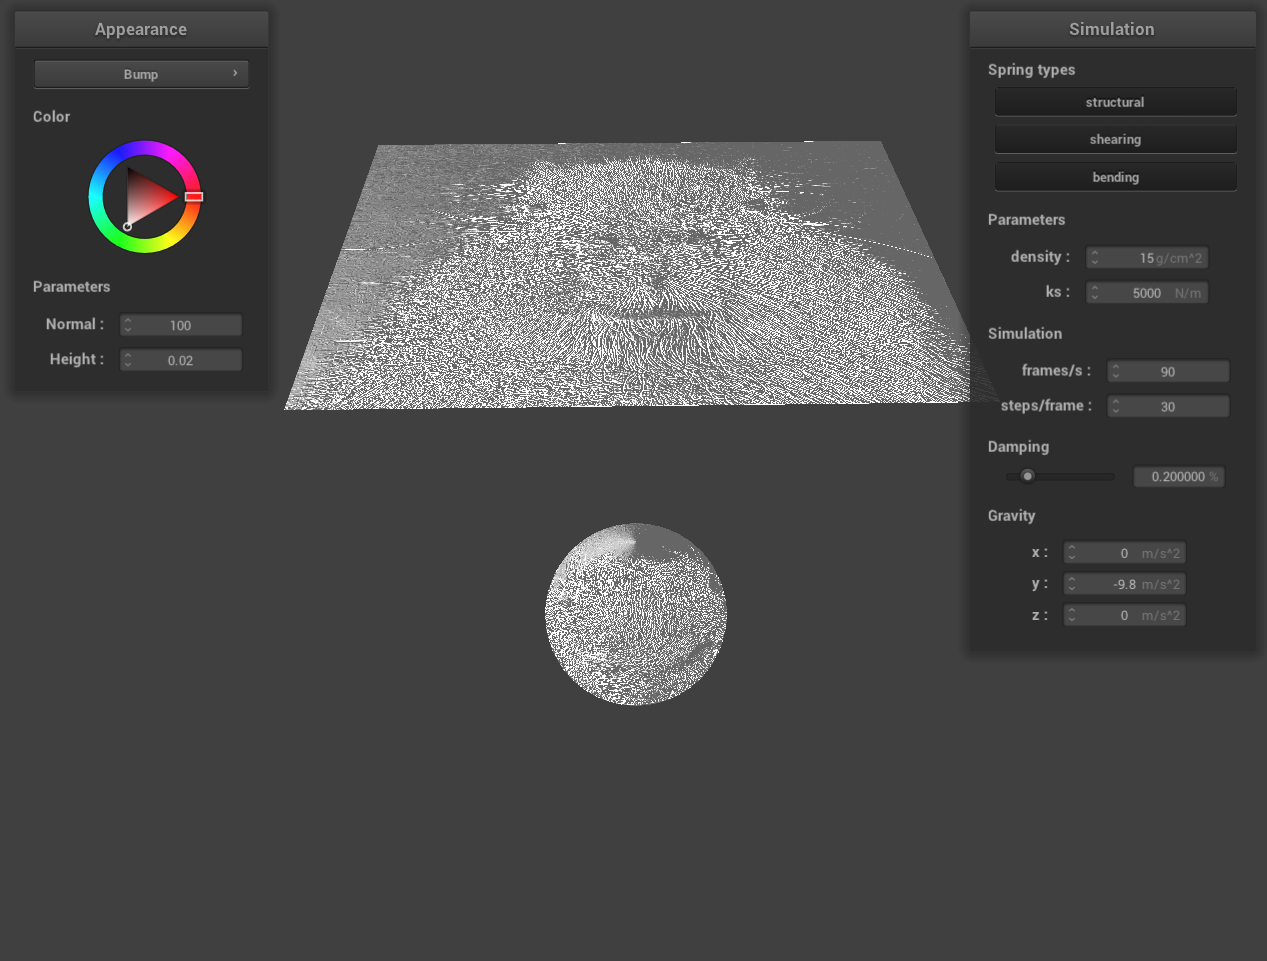 Appearance
Bump
Color
Parameters
Normal : 100
Height : 0.02
Simulation
Spring types
structural
shearing
bending
Parameters
density : 15 g/cm^2
ks : 5000 N/m
Simulation
frames/s : 90
steps/frame : 30
Damping
0.200000 %
Gravity
x : 0 m/s^2
y : -9.8 m/s^2
z : 0 m/s^2